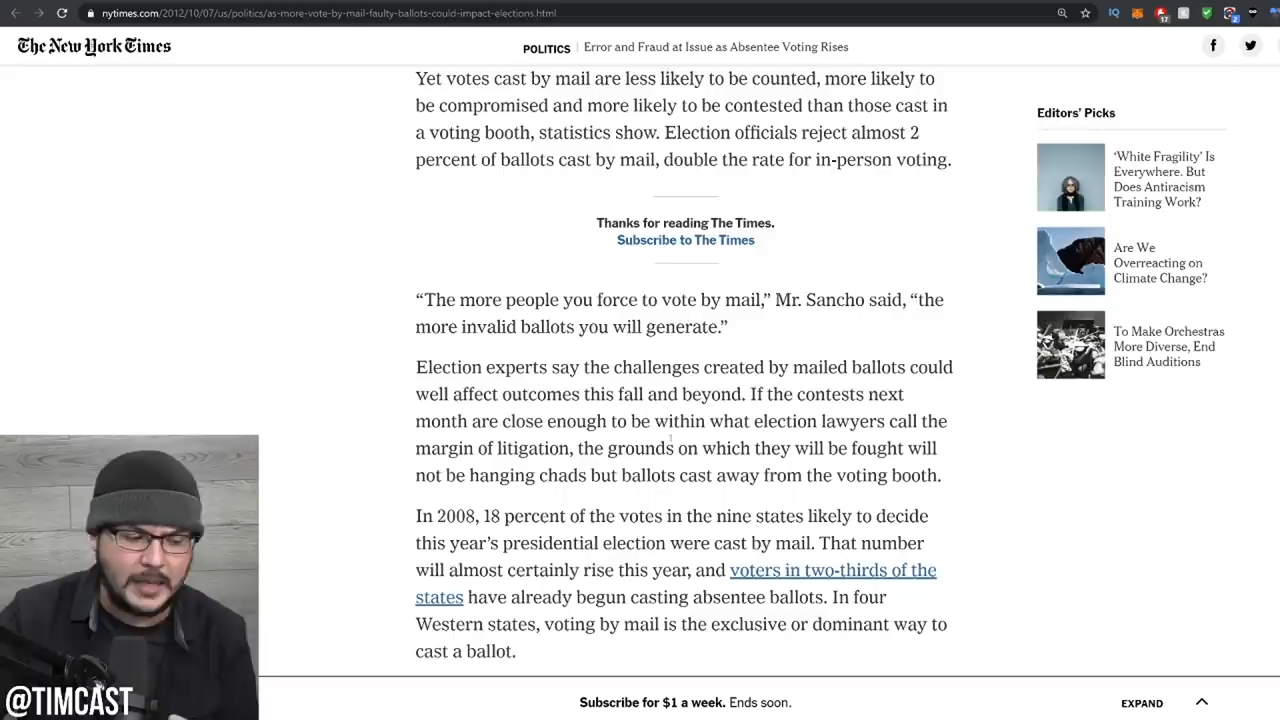 nytimes.com/2012/10/07/us/politics/as-more-vote-by-mail-faulty-ballots-could-impact-elections.html
The New York Times
POLITICS | Error and Fraud at Issue as Absentee Voting Rises
Yet votes cast by mail are less likely to be counted, more likely to
be compromised and more likely to be contested than those cast in
a voting booth, statistics show. Election officials reject almost 2
percent of ballots cast by mail, double the rate for in-person voting.
Thanks for reading The Times.
Subscribe to The Times
“The more people you force to vote by mail,” Mr. Sancho said, “the
more invalid ballots you will generate.”
Election experts say the challenges created by mailed ballots could
well affect outcomes this fall and beyond. If the contests next
month are close enough to be within what election lawyers call the
margin of litigation, the grounds on which they will be fought will
not be hanging chads but ballots cast away from the voting booth.
In 2008, 18 percent of the votes in the nine states likely to decide
this year’s presidential election were cast by mail. That number
will almost certainly rise this year, and voters in two-thirds of the
states have already begun casting absentee ballots. In four
Western states, voting by mail is the exclusive or dominant way to
cast a ballot.
Editors’ Picks
‘White Fragility’ Is
Everywhere. But
Does Antiracism
Training Work?
Are We
Overreacting on
Climate Change?
To Make Orchestras
More Diverse, End
Blind Auditions
@TIMCAST
Subscribe for $1 a week. Ends soon.
EXPAND